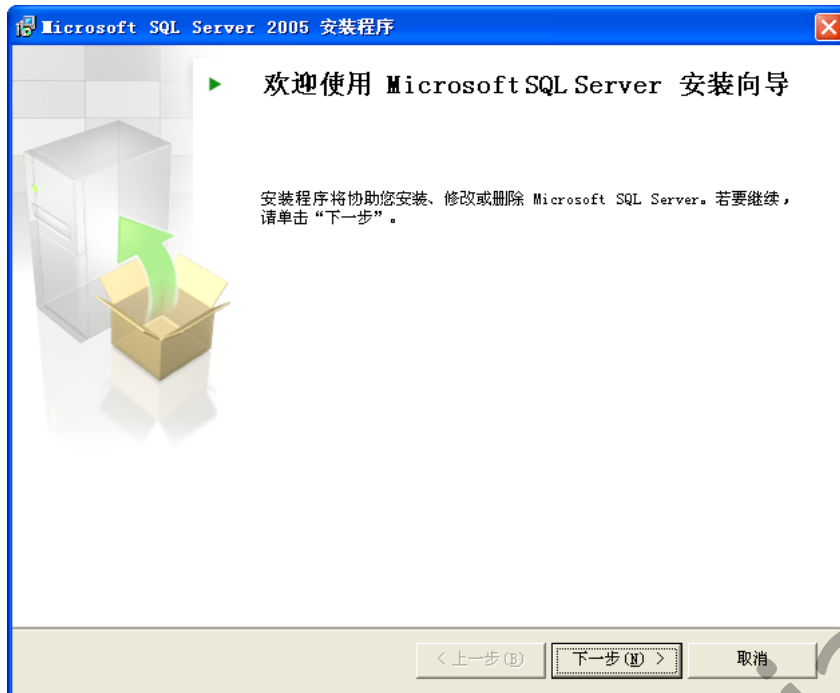 Microsoft SQL Server 2005 安装程序
欢迎使用 Microsoft SQL Server 安装向导
安装程序将协助您安装、修改或删除 Microsoft SQL Server。若要继续，
请单击“下一步”。
< 上一步(B)
下一步(N) >
取消